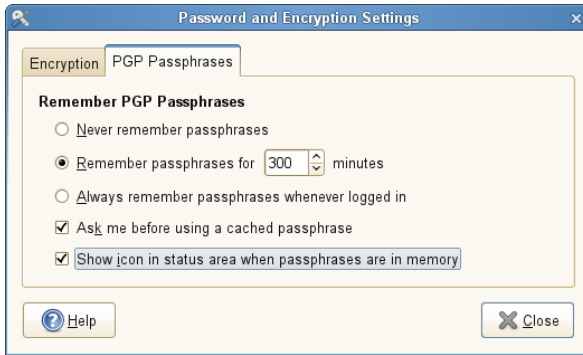 Password and Encryption Settings
Encryption
PGP Passphrases
Remember PGP Passphrases
Never remember passphrases
Remember passphrases for 300 minutes
Always remember passphrases whenever logged in
Ask me before using a cached passphrase
Show icon in status area when passphrases are in memory
Help
Close